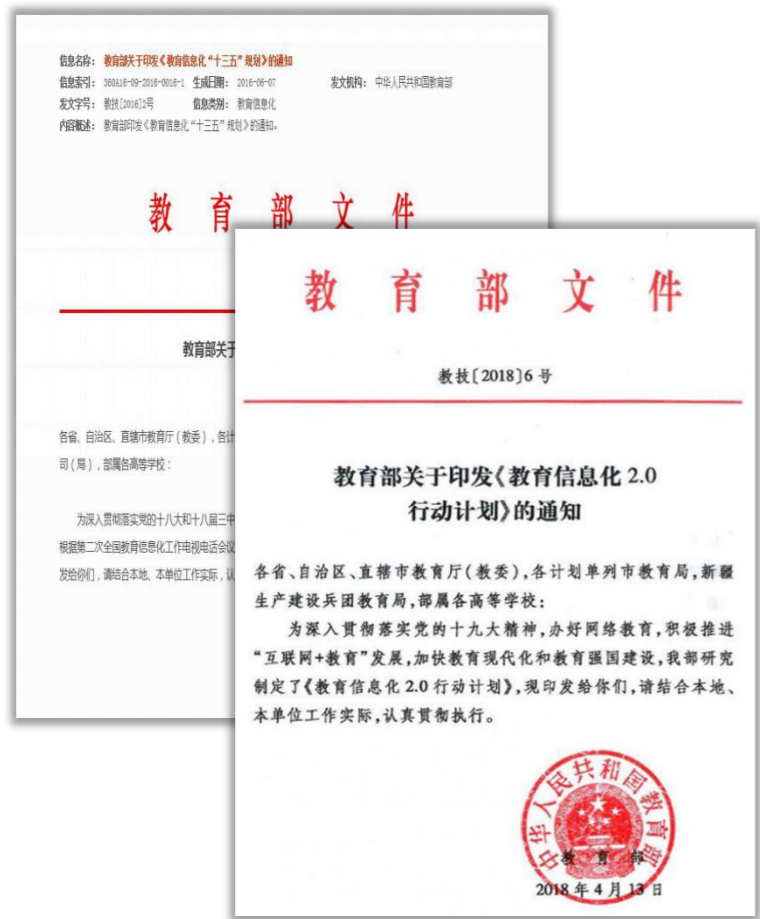 信息名称： 教育部关于印发《教育信息化“十三五”规划》的通知
信息索引： 360A16-09-2016-0016-1 生成日期： 2016-06-07 发文机构： 中华人民共和国教育部
发文字号： 教技[2016]2号 信息类别： 教育信息化
内容概述： 教育部印发《教育信息化“十三五”规划》的通知。
教育部文件
教育部关于
各省、自治区、直辖市教育厅（教委），各计
司（局），部属各高等学校：
为深入贯彻落实党的十八大和十八届三中
根据第二次全国教育信息化工作电视电话会议
发给你们，请结合本地、本单位工作实际，认
教育部文件
教技〔2018〕6号
教育部关于印发《教育信息化 2.0
行动计划》的通知
各省、自治区、直辖市教育厅(教委)，各计划单列市教育局，新疆
生产建设兵团教育局，部属各高等学校：
为深入贯彻落实党的十九大精神，办好网络教育，积极推进
“互联网+教育”发展，加快教育现代化和教育强国建设，我部研究
制定了《教育信息化 2.0 行动计划》，现印发给你们，请结合本地、
本单位工作实际，认真贯彻执行。
中华人民共和国教育部
教育部
2018 年 4 月 13 日